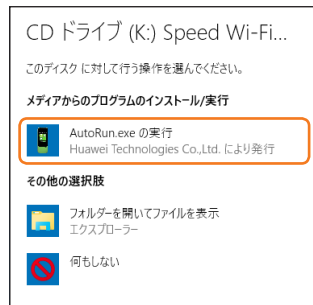 CD ドライブ (K:) Speed Wi-Fi...
このディスク に対して行う操作を選んでください。
メディアからのプログラムのインストール/実行
AutoRun.exe の実行
Huawei Technologies Co.,Ltd. により発行
その他の選択肢
フォルダーを開いてファイルを表示
エクスプローラー
何もしない